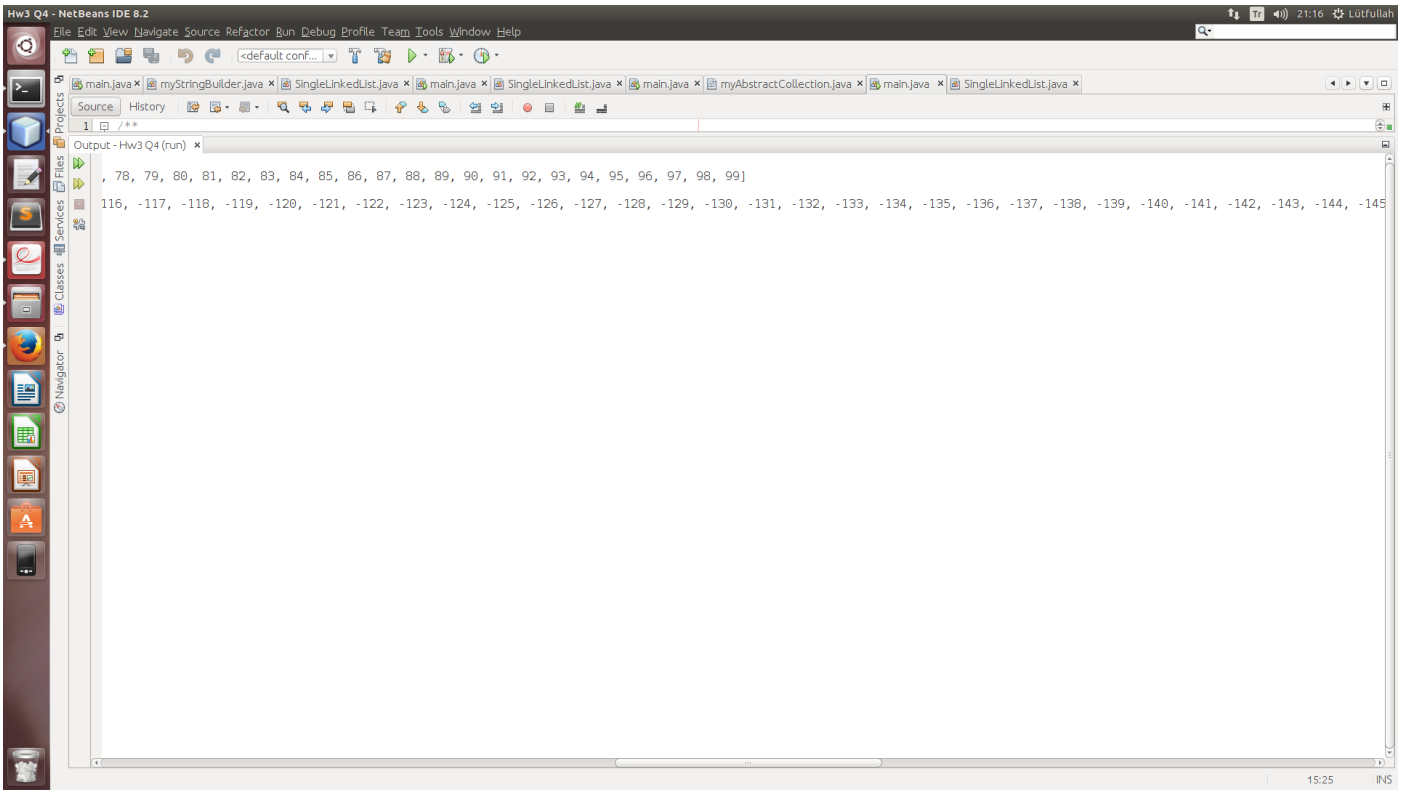 Hw3 Q4 - NetBeans IDE 8.2
Tr 21:16 Lütfullah
File Edit View Navigate Source Refactor Run Debug Profile Team Tools Window Help
<default conf...
main.java myStringBuilder.java SingleLinkedList.java main.java SingleLinkedList.java main.java myAbstractCollection.java main.java SingleLinkedList.java
Source History
1 /**
Output - Hw3 Q4 (run)
, 78, 79, 80, 81, 82, 83, 84, 85, 86, 87, 88, 89, 90, 91, 92, 93, 94, 95, 96, 97, 98, 99]
116, -117, -118, -119, -120, -121, -122, -123, -124, -125, -126, -127, -128, -129, -130, -131, -132, -133, -134, -135, -136, -137, -138, -139, -140, -141, -142, -143, -144, -145
Projects
Files
Services
Classes
Navigator
15:25 INS